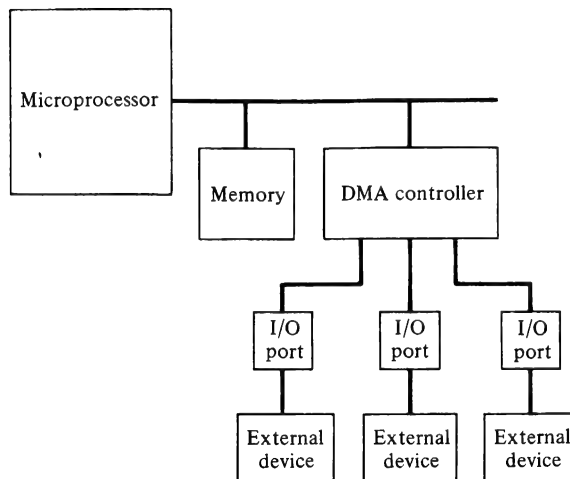 Microprocessor
Memory
DMA controller
I/O
port
I/O
port
I/O
port
External
device
External
device
External
device